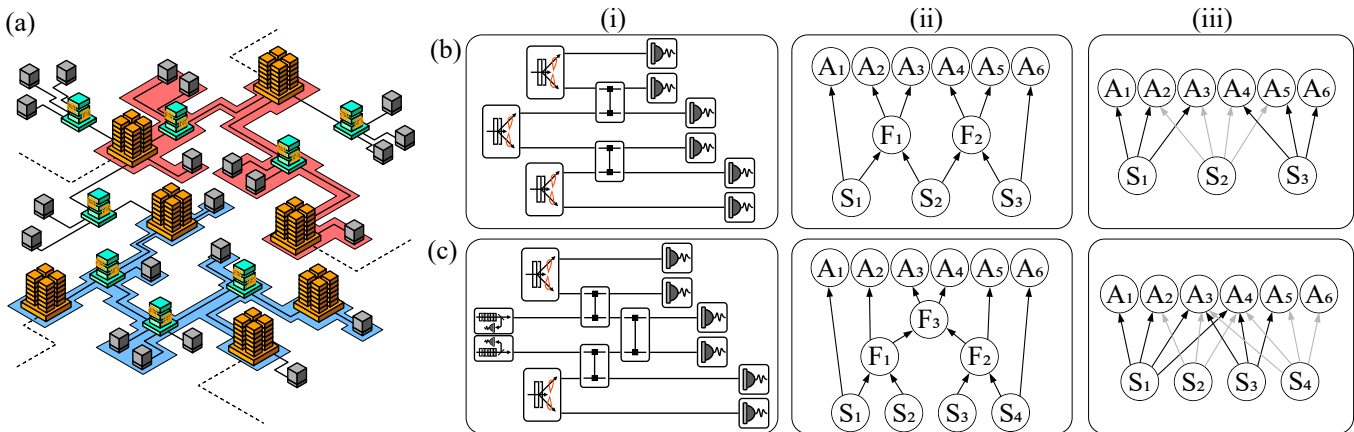 (i) (ii) (iii)
(a)
(b)
A1 A2 A3 A4 A5 A6
F1 F2
S1 S2 S3
A1 A2 A3 A4 A5 A6
S1 S2 S3
(c)
A1 A2 A3 A4 A5 A6
F3
F1 F2
S1 S2 S3 S4
A1 A2 A3 A4 A5 A6
S1 S2 S3 S4